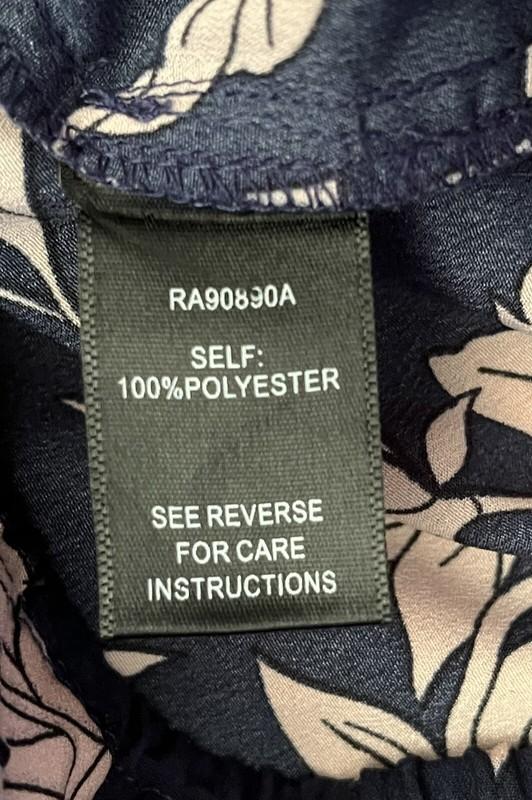 RA90890A
SELF:
100%POLYESTER
SEE REVERSE
FOR CARE
INSTRUCTIONS